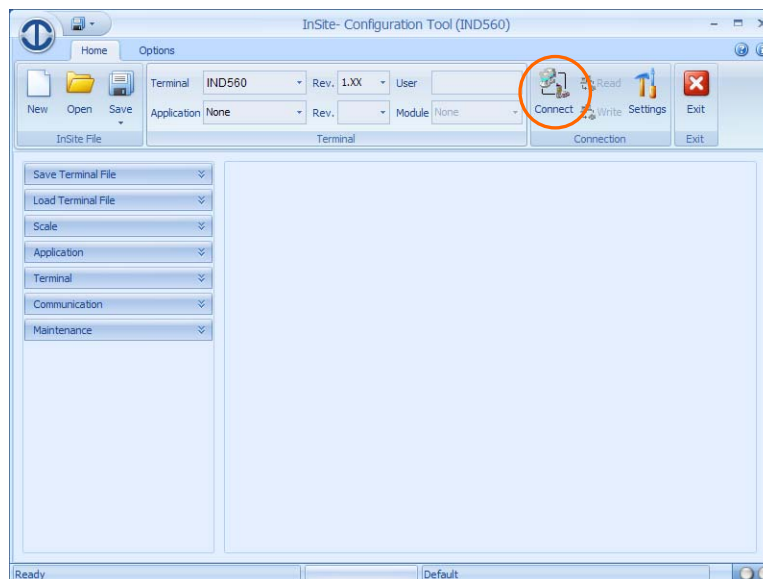 InSite- Configuration Tool (IND560)
Home Options
Terminal IND560 Rev. 1.XX User
Application None Rev. Module None
New Open Save
Connect Read Write Settings
Exit
InSite File Terminal Connection Exit
Save Terminal File
Load Terminal File
Scale
Application
Terminal
Communication
Maintenance
Ready Default